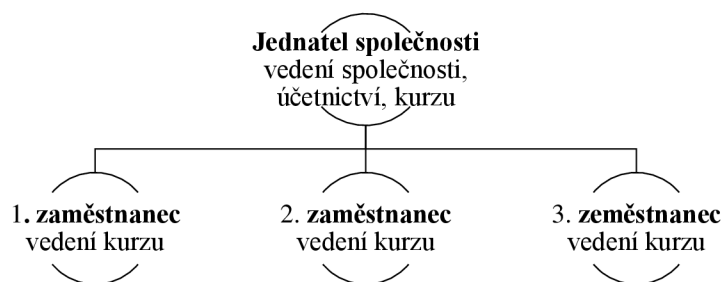 Jednatel společnosti
vedení společnosti,
účetnictví, kurzu
1. zaměstnanec
vedení kurzu
2. zaměstnanec
vedení kurzu
3. zeměstnanec
vedení kurzu